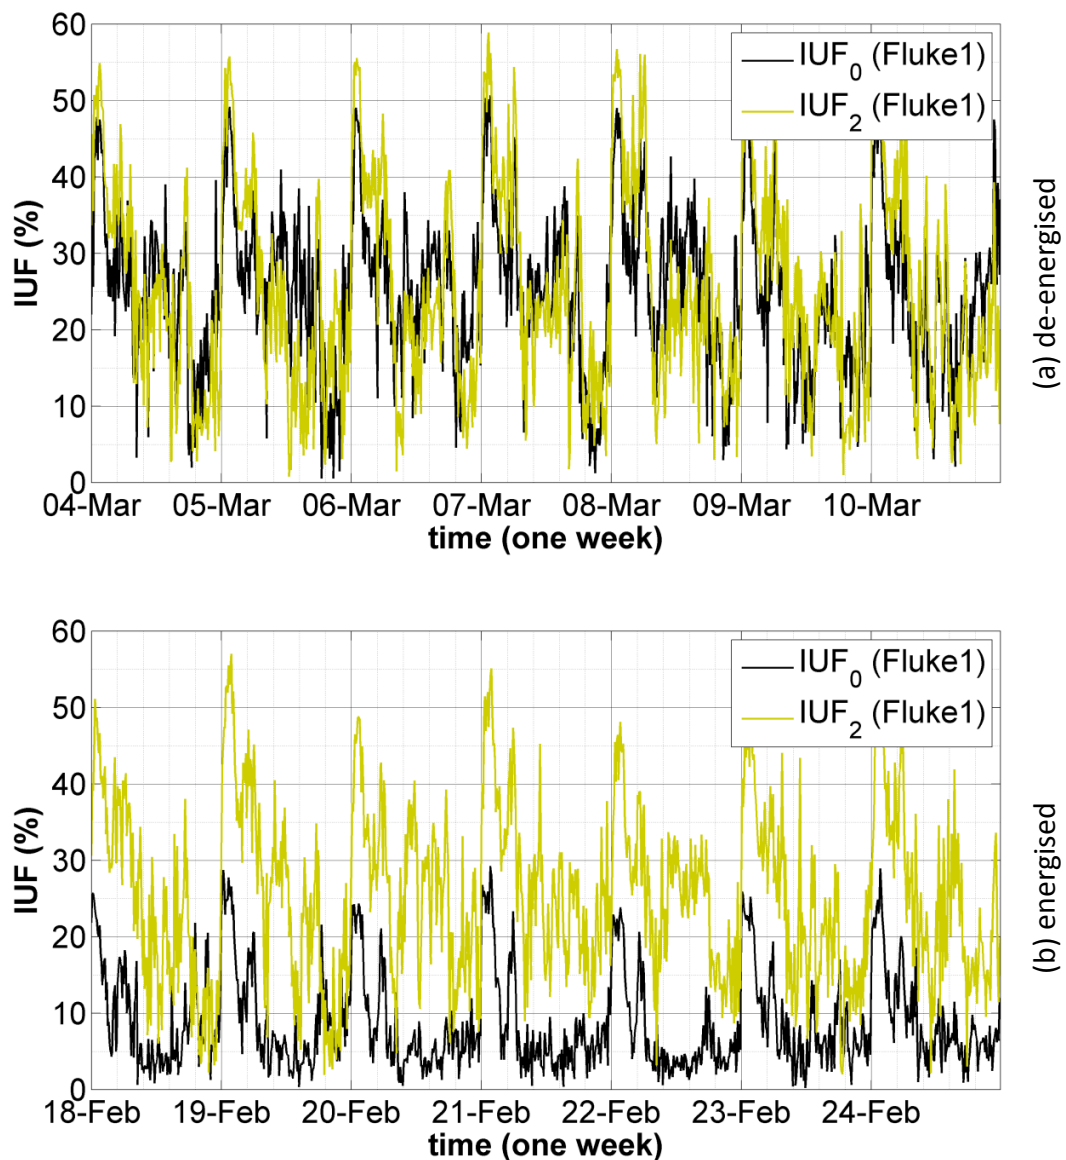 60
50
40
30
20
10
0
IUF (%)
IUF0 (Fluke1)
IUF2 (Fluke1)
04-Mar 05-Mar 06-Mar 07-Mar 08-Mar 09-Mar 10-Mar
time (one week)
(a) de-energised
60
50
40
30
20
10
0
IUF (%)
IUF0 (Fluke1)
IUF2 (Fluke1)
18-Feb 19-Feb 20-Feb 21-Feb 22-Feb 23-Feb 24-Feb
time (one week)
(b) energised